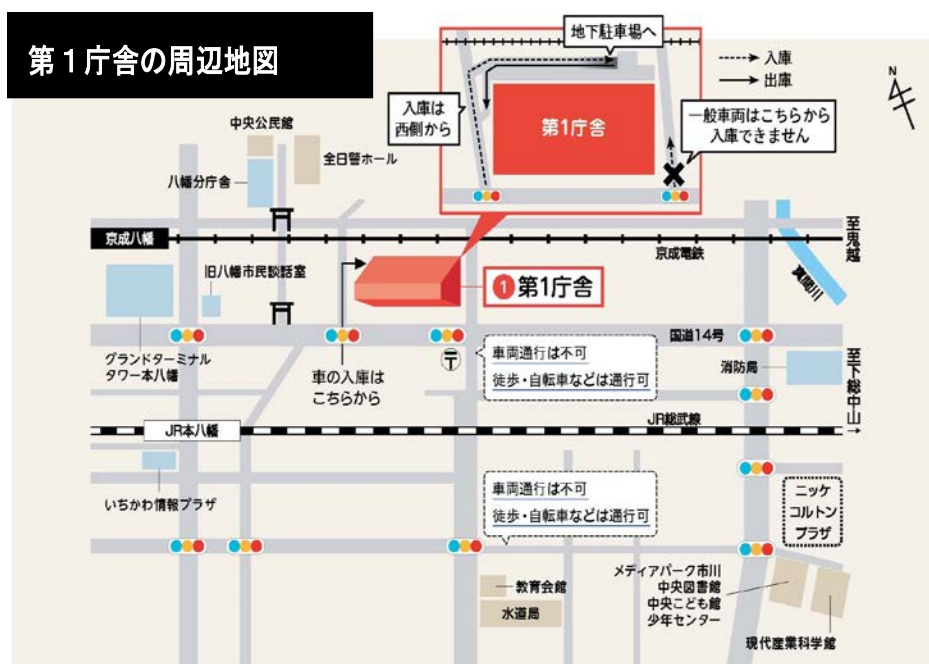 第1庁舎の周辺地図
地下駐車場へ
入庫
出庫
N
入庫は
西側から
第1庁舎
一般車両はこちらから
入庫できません
中央公民館
全日警ホール
八幡分庁舎
京成八幡
京成電鉄
至鬼越
真間川
旧八幡市民談話室
1 第1庁舎
国道14号
グランドターミナル
タワー本八幡
車の入庫は
こちらから
〒
車両通行は不可
徒歩・自転車などは通行可
消防局
至下総中山→
JR本八幡
JR総武線
いちかわ情報プラザ
車両通行は不可
徒歩・自転車などは通行可
ニッケ
コルトン
プラザ
教育会館
水道局
メディアパーク市川
中央図書館
中央こども館
少年センター
現代産業科学館